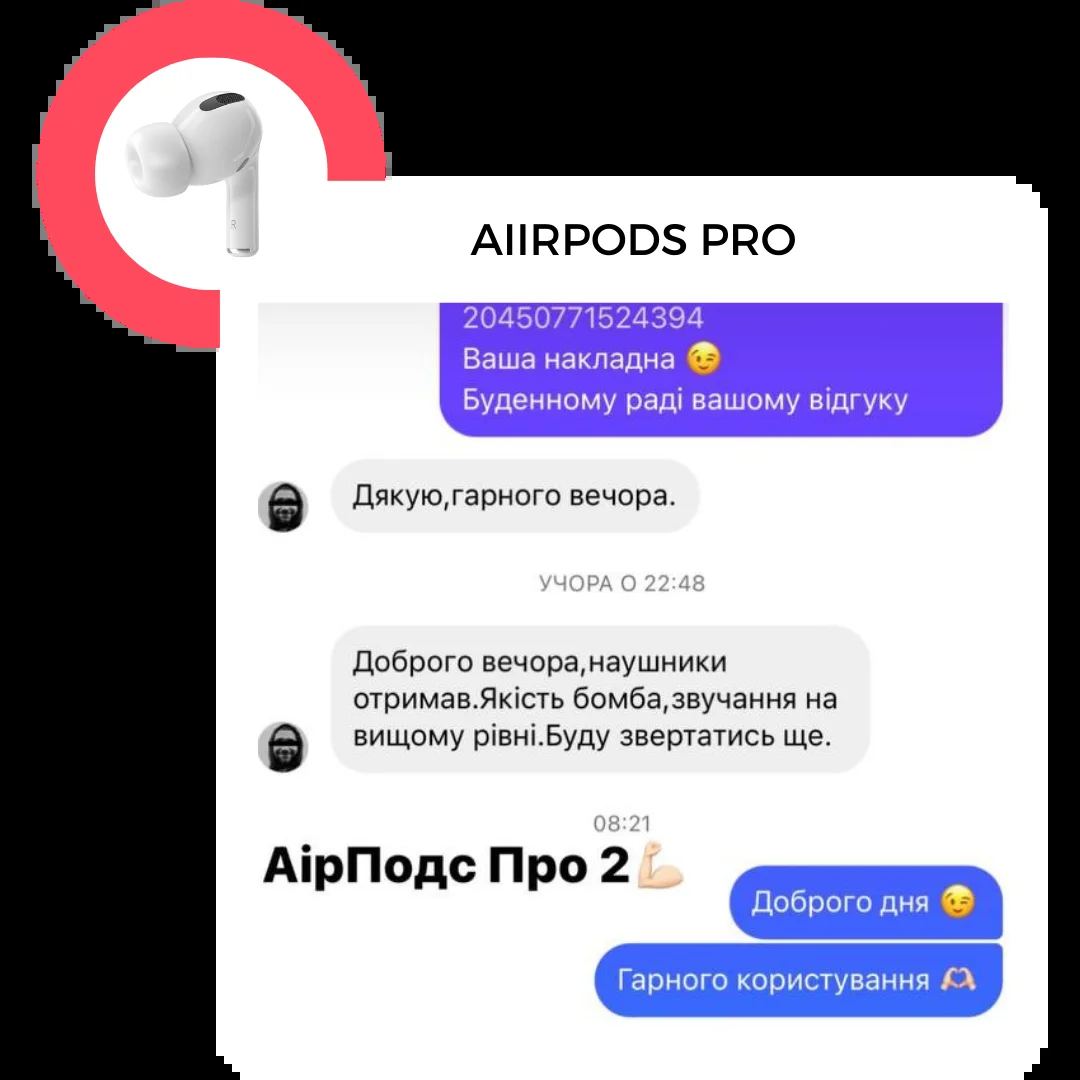 R
AIIRPODS PRO
20450771524394
Ваша накладна 😉
Буденному раді вашому відгуку
Дякую,гарного вечора.
УЧОРА О 22:48
Доброго вечора,наушники
отримав.Якість бомба,звучання на
вищому рівні.Буду звертатись ще.
08:21
АірПодс Про 2💪🏻
Доброго дня 😉
Гарного користування 🫶🏻